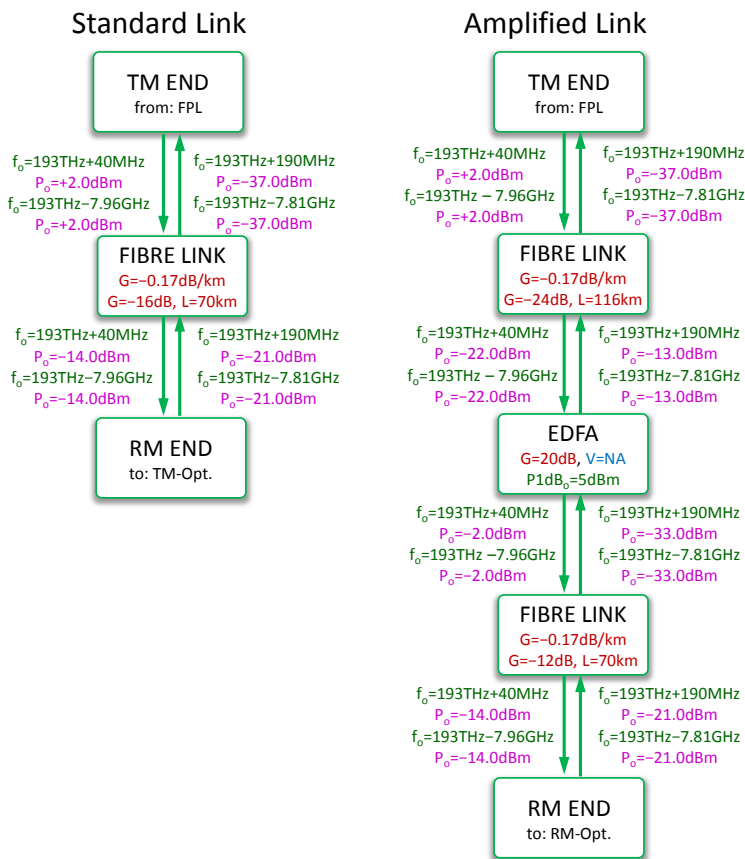 Standard Link
TM END
from: FPL
fₒ=193THz+40MHz
Pₒ=+2.0dBm
fₒ=193THz−7.96GHz
Pₒ=+2.0dBm
fₒ=193THz+190MHz
Pₒ=−37.0dBm
fₒ=193THz−7.81GHz
Pₒ=−37.0dBm
FIBRE LINK
G=−0.17dB/km
G=−16dB, L=70km
fₒ=193THz+40MHz
Pₒ=−14.0dBm
fₒ=193THz−7.96GHz
Pₒ=−14.0dBm
fₒ=193THz+190MHz
Pₒ=−21.0dBm
fₒ=193THz−7.81GHz
Pₒ=−21.0dBm
RM END
to: TM-Opt.
Amplified Link
TM END
from: FPL
fₒ=193THz+40MHz
Pₒ=+2.0dBm
fₒ=193THz − 7.96GHz
Pₒ=+2.0dBm
fₒ=193THz+190MHz
Pₒ=−37.0dBm
fₒ=193THz−7.81GHz
Pₒ=−37.0dBm
FIBRE LINK
G=−0.17dB/km
G=−24dB, L=116km
fₒ=193THz+40MHz
Pₒ=−22.0dBm
fₒ=193THz − 7.96GHz
Pₒ=−22.0dBm
fₒ=193THz+190MHz
Pₒ=−13.0dBm
fₒ=193THz−7.81GHz
Pₒ=−13.0dBm
EDFA
G=20dB, V=NA
P1dBₒ=5dBm
fₒ=193THz+40MHz
Pₒ=−2.0dBm
fₒ=193THz −7.96GHz
Pₒ=−2.0dBm
fₒ=193THz+190MHz
Pₒ=−33.0dBm
fₒ=193THz−7.81GHz
Pₒ=−33.0dBm
FIBRE LINK
G=−0.17dB/km
G=−12dB, L=70km
fₒ=193THz+40MHz
Pₒ=−14.0dBm
fₒ=193THz−7.96GHz
Pₒ=−14.0dBm
fₒ=193THz+190MHz
Pₒ=−21.0dBm
fₒ=193THz−7.81GHz
Pₒ=−21.0dBm
RM END
to: RM-Opt.